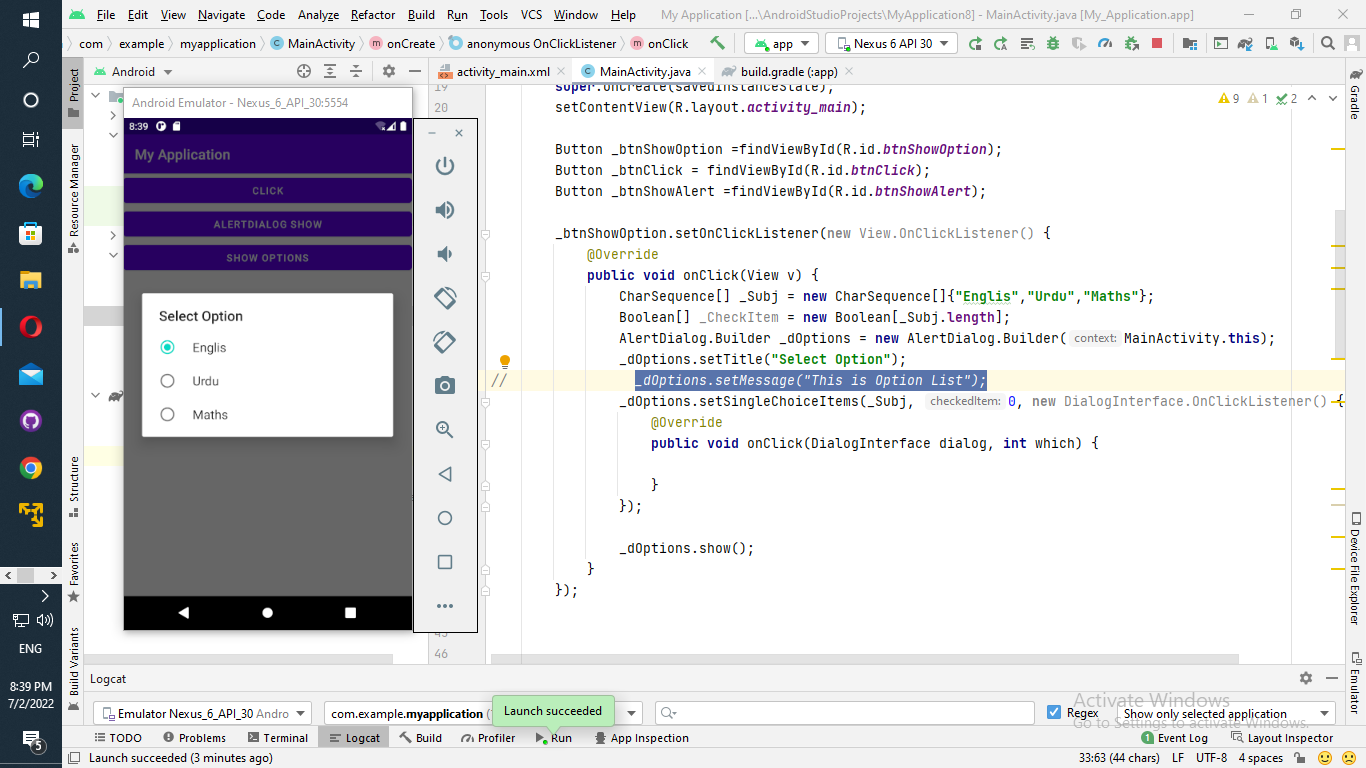 File Edit View Navigate Code Analyze Refactor Build Run Tools VCS Window Help My Application [...\AndroidStudioProjects\MyApplication8] - MainActivity.java [My_Application.app]
com example myapplication MainActivity onCreate anonymous OnClickListener onClick app Nexus 6 API 30
Android
activity_main.xml MainActivity.java build.gradle (:app)
Project
Resource Manager
Structure
Favorites
Build Variants
Gradle
Device File Explorer
Emulator
Android Emulator - Nexus_6_API_30:5554
8:39
My Application
CLICK
ALERTDIALOG SHOW
SHOW OPTIONS
Select Option
Englis
Urdu
Maths
9 1 2
19 super.onCreate(savedInstanceState);
20 setContentView(R.layout.activity_main);
Button _btnShowOption =findViewById(R.id.btnShowOption);
Button _btnClick = findViewById(R.id.btnClick);
Button _btnShowAlert =findViewById(R.id.btnShowAlert);
_btnShowOption.setOnClickListener(new View.OnClickListener() {
@Override
public void onClick(View v) {
CharSequence[] _Subj = new CharSequence[]{"Englis","Urdu","Maths"};
Boolean[] _CheckItem = new Boolean[_Subj.length];
AlertDialog.Builder _dOptions = new AlertDialog.Builder( context: MainActivity.this);
_dOptions.setTitle("Select Option");
// _dOptions.setMessage("This is Option List");
_dOptions.setSingleChoiceItems(_Subj, checkedItem: 0, new DialogInterface.OnClickListener() {
@Override
public void onClick(DialogInterface dialog, int which) {
}
});
_dOptions.show();
}
});
45
46
Logcat
Emulator Nexus_6_API_30 Andro com.example.myapplication ( Launch succeeded Regex Show only selected application
Activate Windows
Go to Settings to activate Windows.
TODO Problems Terminal Logcat Build Profiler Run App Inspection 1 Event Log Layout Inspector
Launch succeeded (3 minutes ago) 33:63 (44 chars) LF UTF-8 4 spaces
ENG
8:39 PM
7/2/2022
5